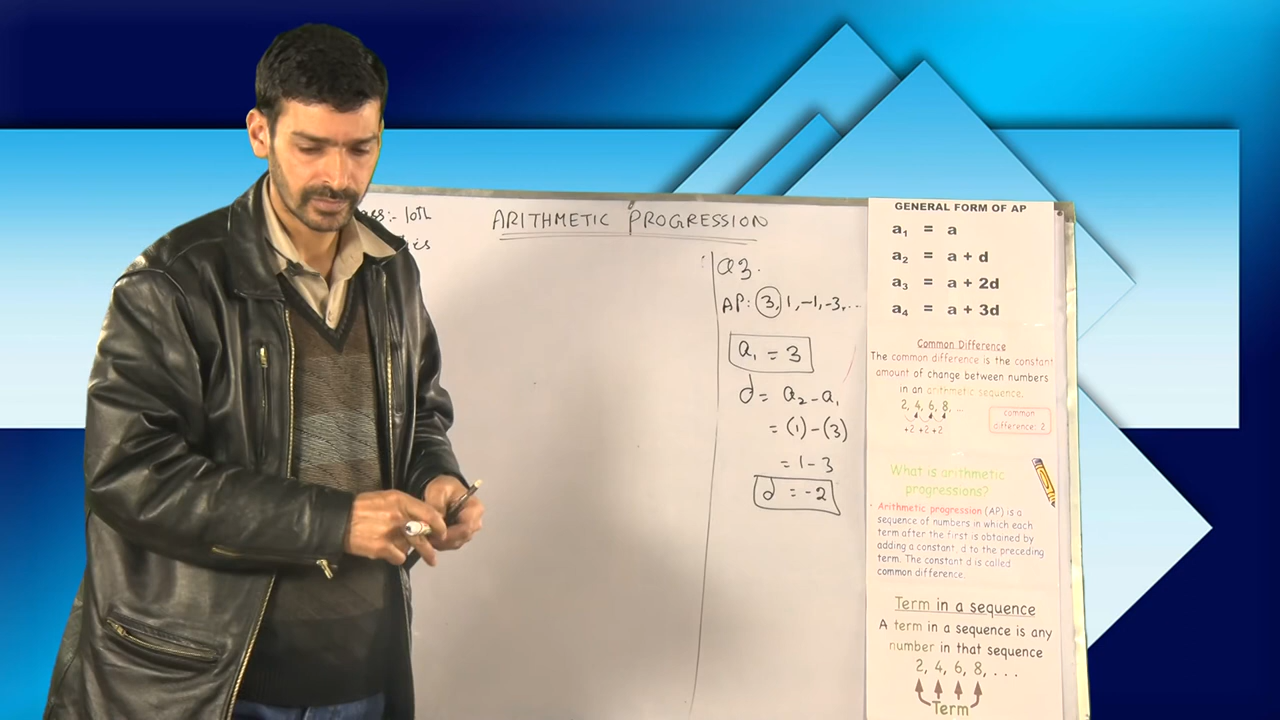 :- 10th
ARITHMETIC PROGRESSION
Q3.
AP: 3, 1, -1, -3, ...
a₁ = 3
d = a₂ - a₁
= (1) - (3)
= 1 - 3
d = -2
GENERAL FORM OF AP
a₁ = a
a₂ = a + d
a₃ = a + 2d
a₄ = a + 3d
Common Difference
The common difference is the constant
amount of change between numbers
in an arithmetic sequence.
2, 4, 6, 8, ...
+2 +2 +2
common
difference: 2
What is arithmetic
progressions?
Arithmetic progression (AP) is a
sequence of numbers in which each
term after the first is obtained by
adding a constant, d to the preceding
term. The constant d is called
common difference.
Term in a sequence
A term in a sequence is any
number in that sequence
2, 4, 6, 8, . . .
Term